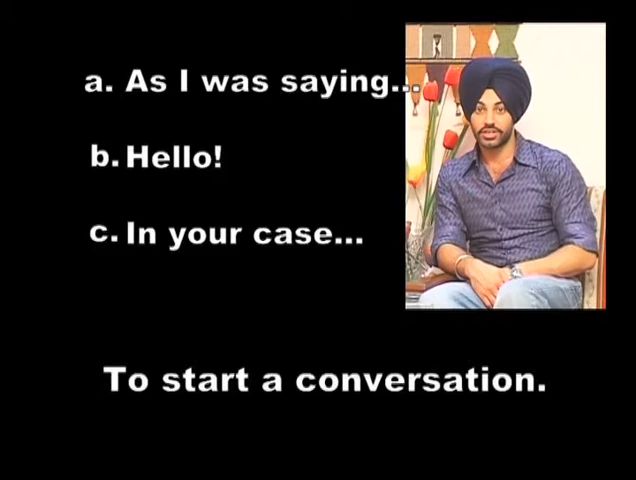 a. As I was saying...
b. Hello!
c. In your case...
To start a conversation.